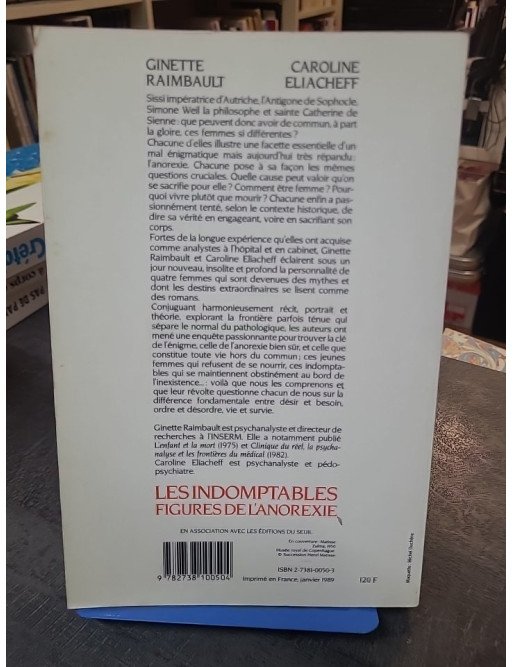 GINETTE
RAIMBAULT
CAROLINE
ELIACHEFF
Sissi impératrice d'Autriche, l'Antigone de Sophocle,
Simone Weil la philosophe et sainte Catherine de
Sienne : que peuvent donc avoir de commun, à part
la gloire, ces femmes si différentes ?
Chacune d'elles illustre une facette essentielle d'un
mal énigmatique mais aujourd'hui très répandu :
l'anorexie. Chacune pose à sa façon les mêmes
questions cruciales. Quelle cause peut valoir qu'on
se sacrifie pour elle ? Comment être femme ? Pour-
quoi vivre plutôt que mourir ? Chacune enfin a pas-
sionnément tenté, selon le contexte historique, de
dire sa vérité en engageant, voire en sacrifiant son
corps.
Fortes de la longue expérience qu'elles ont acquise
comme analystes à l'hôpital et en cabinet, Ginette
Raimbault et Caroline Eliacheff éclairent sous un
jour nouveau, insolite et profond la personnalité de
quatre femmes qui sont devenues des mythes et
dont les destins extraordinaires se lisent comme
des romans.
Conjuguant harmonieusement récit, portrait et
théorie, explorant la frontière parfois ténue qui
sépare le normal du pathologique, les auteurs ont
mené une enquête passionnante pour trouver la clé
de l'énigme, celle de l'anorexie bien sûr, et celle que
constitue toute vie hors du commun ; ces jeunes
femmes qui refusent de se nourrir, ces indompta-
bles qui se maintiennent obstinément au bord de
l'inexistence... : voilà que nous les comprenons et
que leur révolte questionne chacun de nous sur la
différence fondamentale entre désir et besoin,
ordre et désordre, vie et survie.
Ginette Raimbault est psychanalyste et directeur de
recherches à l'INSERM. Elle a notamment publié
L'enfant et la mort (1975) et Clinique du réel, la psycha-
nalyse et les frontières du médical (1982).
Caroline Eliacheff est psychanalyste et pédo-
psychiatre.
LES INDOMPTABLES
FIGURES DE L'ANOREXIE
EN ASSOCIATION AVEC LES ÉDITIONS DU SEUIL
En couverture : Matisse
Musée royal de Copenhague
© Succession Henri Matisse
ISBN 2-7381-0050-3
9 782738 100504
Imprimé en France, janvier 1989
120 F